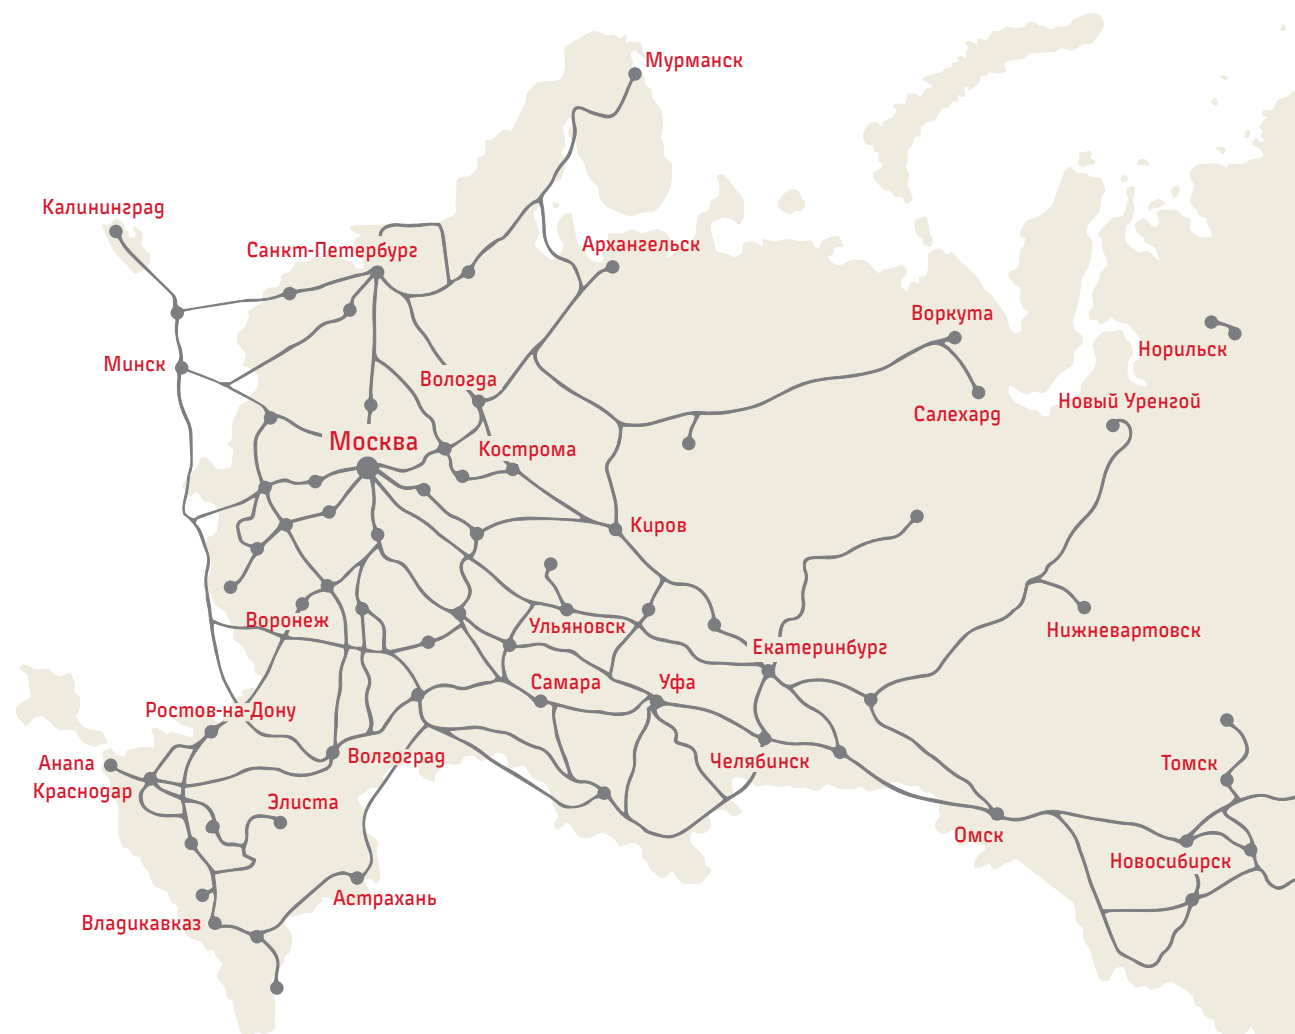 Мурманск
Калининград
Санкт-Петербург
Архангельск
Воркута
Норильск
Минск
Вологда
Салехард
Новый Уренгой
Москва
Кострома
Киров
Воронеж
Ульяновск
Нижневартовск
Екатеринбург
Самара
Уфа
Ростов-на-Дону
Анапа
Волгоград
Челябинск
Томск
Краснодар
Элиста
Омск
Новосибирск
Астрахань
Владикавказ